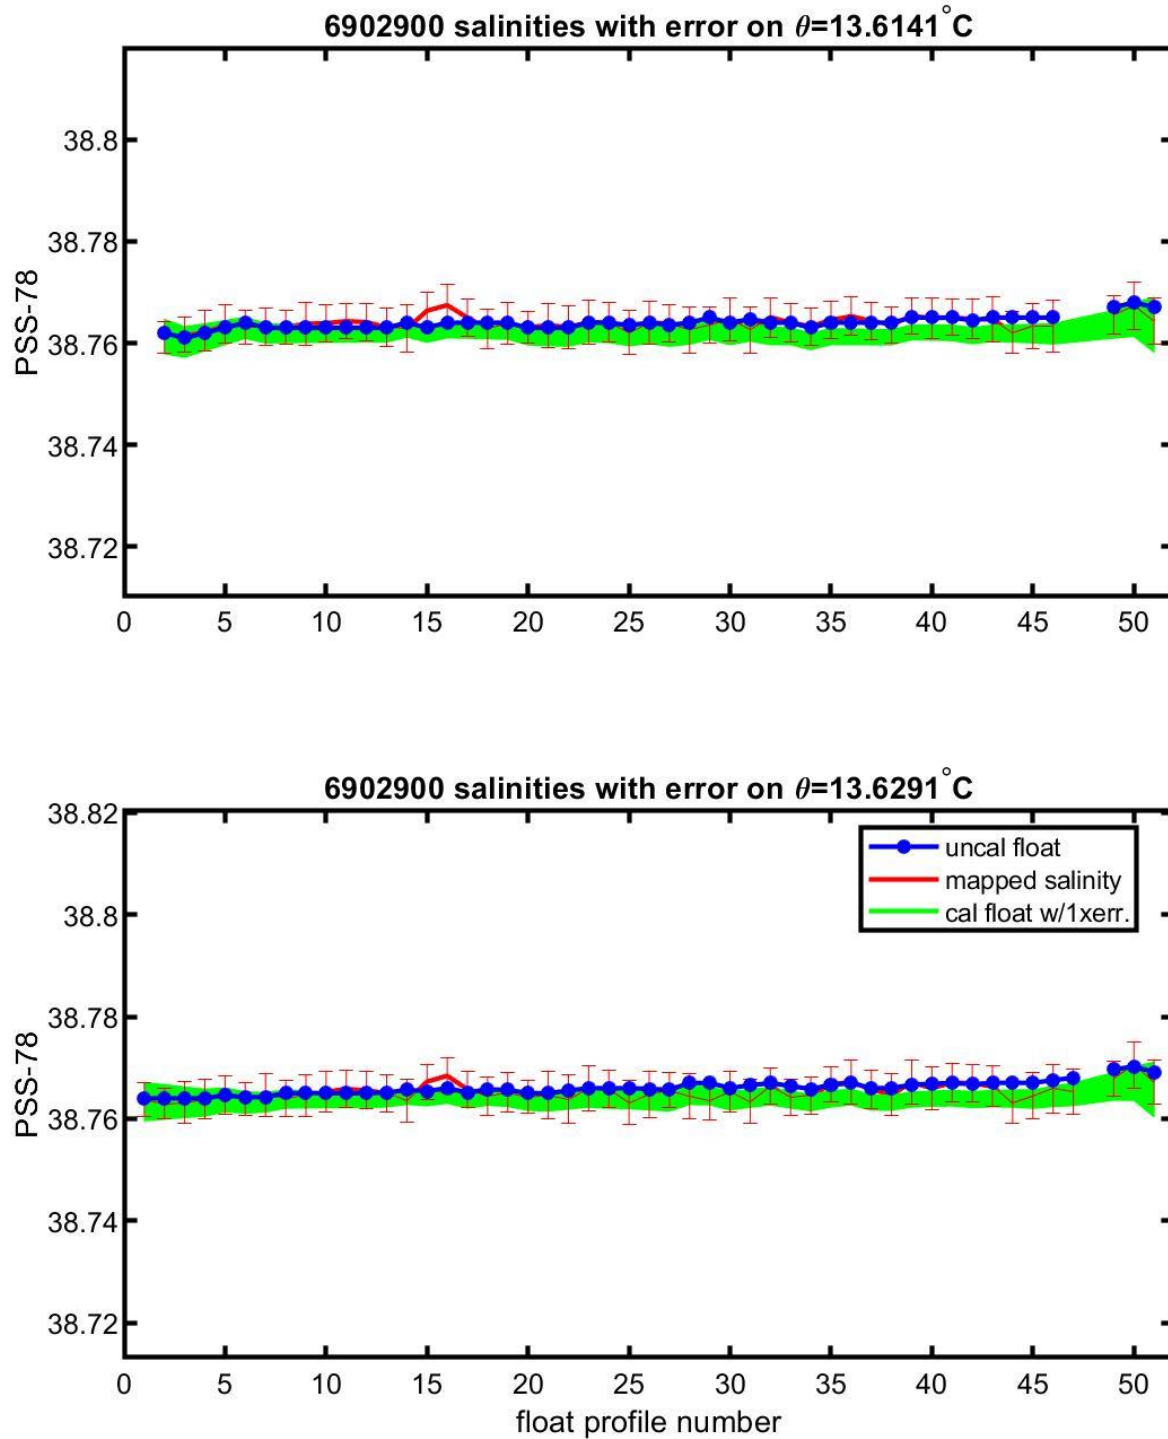 6902900 salinities with error on θ=13.6141°C
PSS-78
38.8
38.78
38.76
38.74
38.72
0 5 10 15 20 25 30 35 40 45 50
6902900 salinities with error on θ=13.6291°C
PSS-78
38.82
38.8
38.78
38.76
38.74
38.72
uncal float
mapped salinity
cal float w/1xerr.
0 5 10 15 20 25 30 35 40 45 50
float profile number